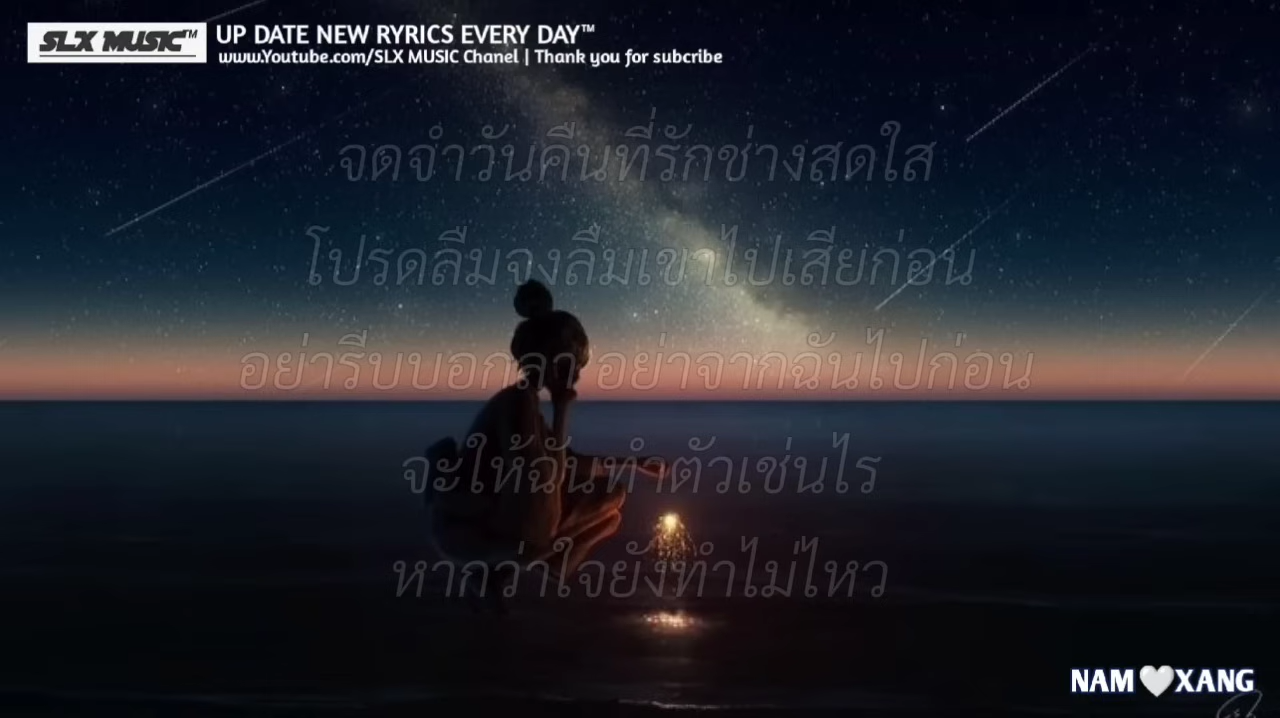 SLX MUSIC™
UP DATE NEW RYRICS EVERY DAY™
www.Youtube.com/SLX MUSIC Chanel | Thank you for subcribe
จดจำวันคืนที่รักช่างสดใส
โปรดลืมจงลืมเขาไปเสียก่อน
อย่ารีบบอกลาอย่าจากฉันไปก่อน
จะให้ฉันทำตัวเช่นไร
หากว่าใจยังทำไม่ไหว
NAM🤍XANG